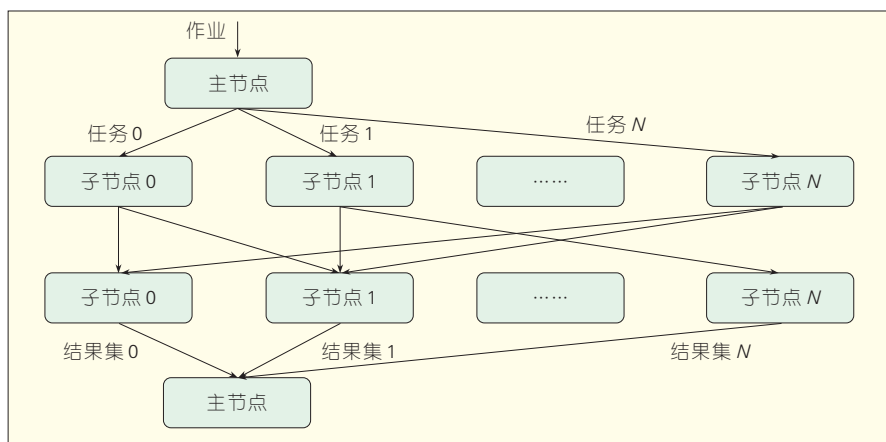 作业
主节点
任务 0
任务 1
任务 N
子节点 0
子节点 1
……
子节点 N
子节点 0
子节点 1
……
子节点 N
结果集 0
结果集 1
结果集 N
主节点